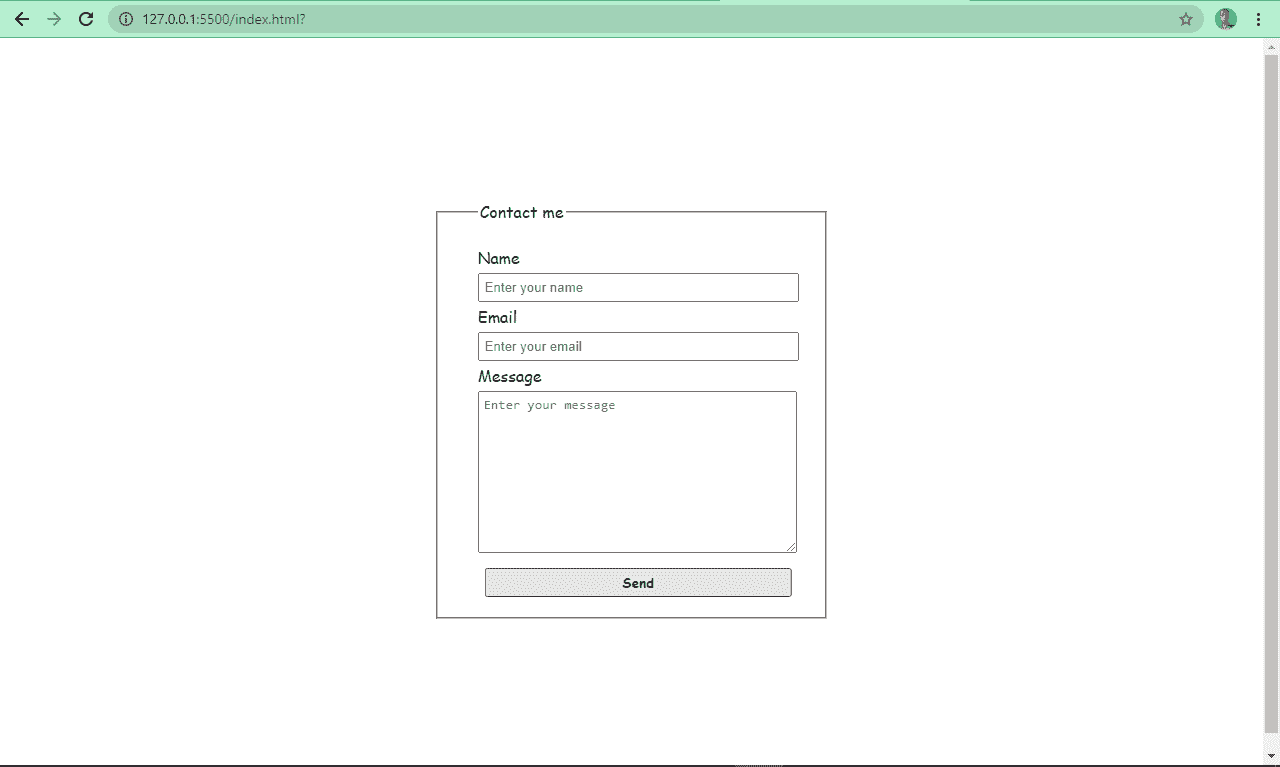 127.0.0.1:5500/index.html?
Contact me
Name
Enter your name
Email
Enter your email
Message
Enter your message
Send